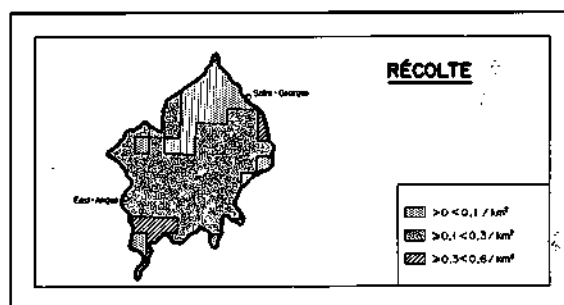 RÉCOLTE
Saint-Georges
East-Angus
>0<0,1/km²
≥0,1<0,3/km²
≥0,3<0,6/km²